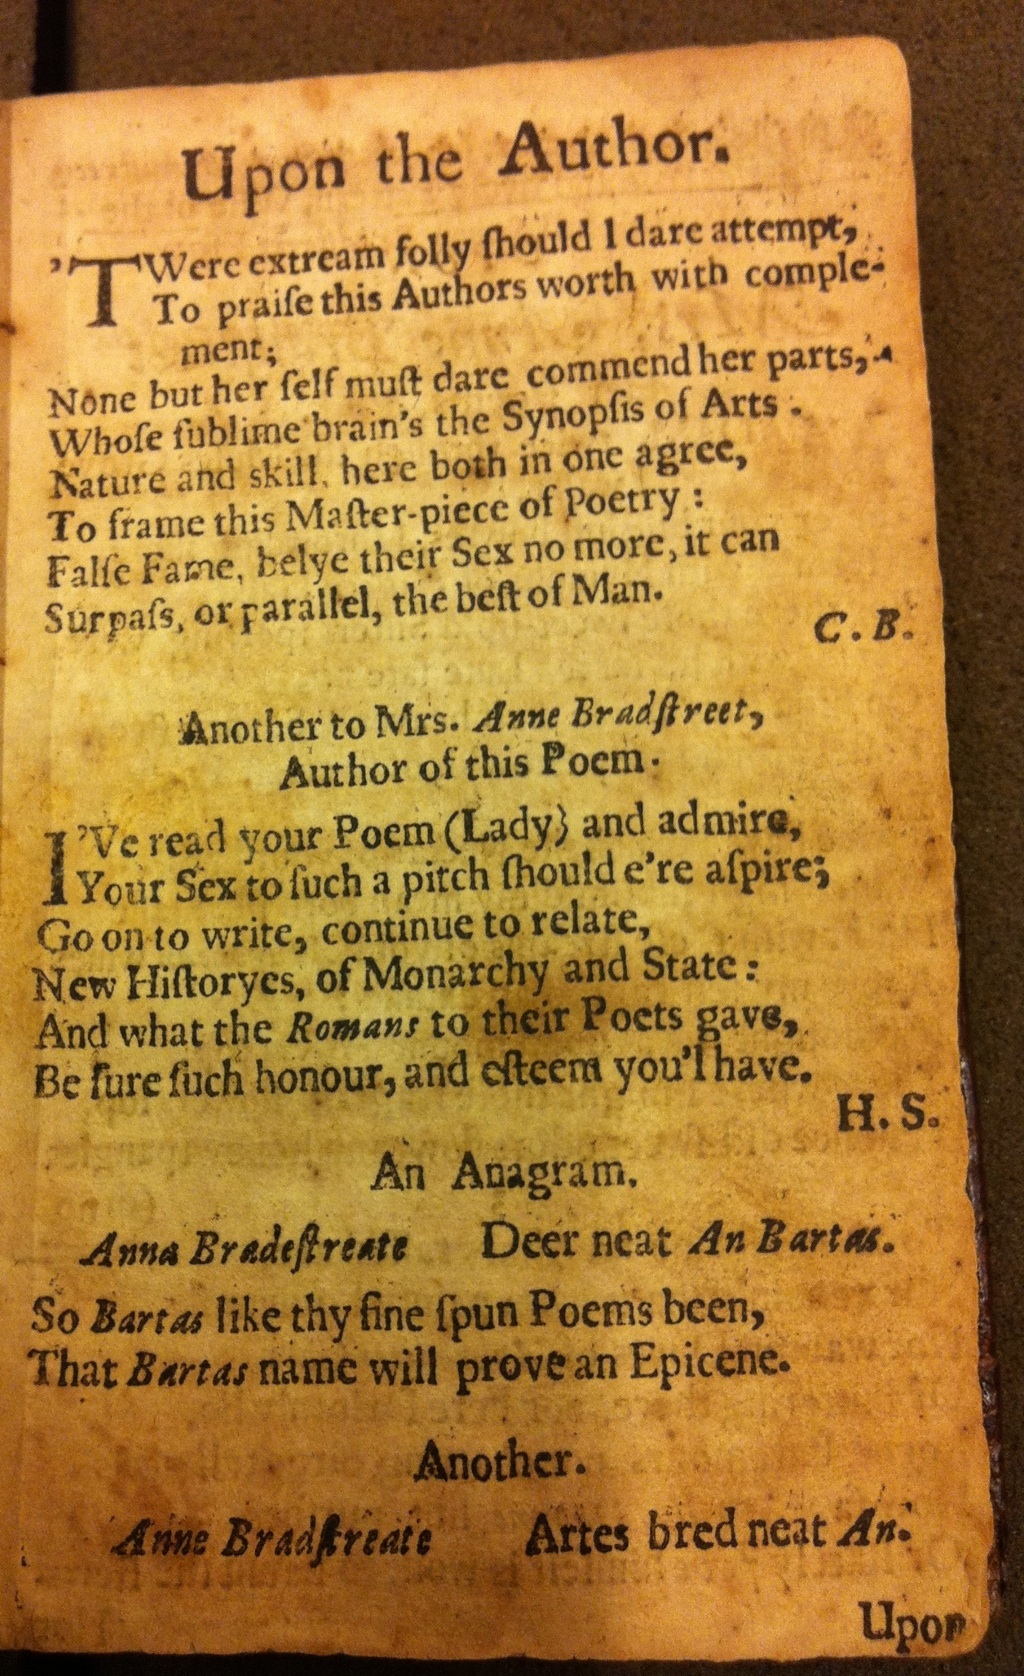 Upon the Author.
'TWere extream folly ſhould I dare attempt,
To praiſe this Authors worth with comple-
ment;
None but her ſelf muſt dare commend her parts,
Whoſe ſublime brain's the Synopſis of Arts.
Nature and skill, here both in one agree,
To frame this Maſter-piece of Poetry:
Falſe Fame, belye their Sex no more, it can
Surpaſs, or parallel, the beſt of Man.
C. B.
Another to Mrs. Anne Bradſtreet,
Author of this Poem.
I'Ve read your Poem (Lady) and admire,
Your Sex to ſuch a pitch ſhould e're aſpire;
Go on to write, continue to relate,
New Hiſtoryes, of Monarchy and State:
And what the Romans to their Poets gave,
Be ſure ſuch honour, and eſteem you'l have.
H. S.
An Anagram.
Anna Bradeſtreate Deer neat An Bartas.
So Bartas like thy fine ſpun Poems been,
That Bartas name will prove an Epicene.
Another.
Anne Bradſtreate Artes bred neat An.
Upon